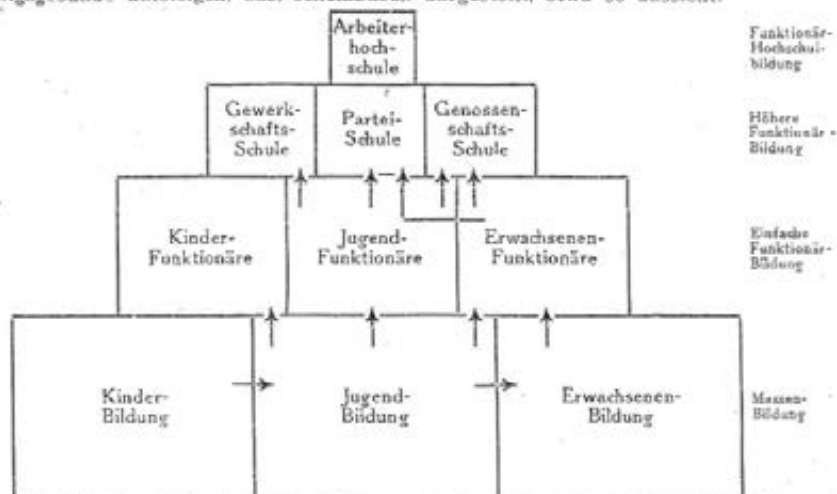 Arbeiter-
hoch-
schule
Funktionär-
Hochschul-
bildung
Gewerk-
schafts-
Schule
Partei-
Schule
Genossen-
schafts-
Schule
Höhere
Funktionär-
Bildung
Kinder-
Funktionäre
Jugend-
Funktionäre
Erwachsenen-
Funktionäre
Einfache
Funktionär-
Bildung
Kinder-
Bildung
Jugend-
Bildung
Erwachsenen-
Bildung
Massen-
Bildung